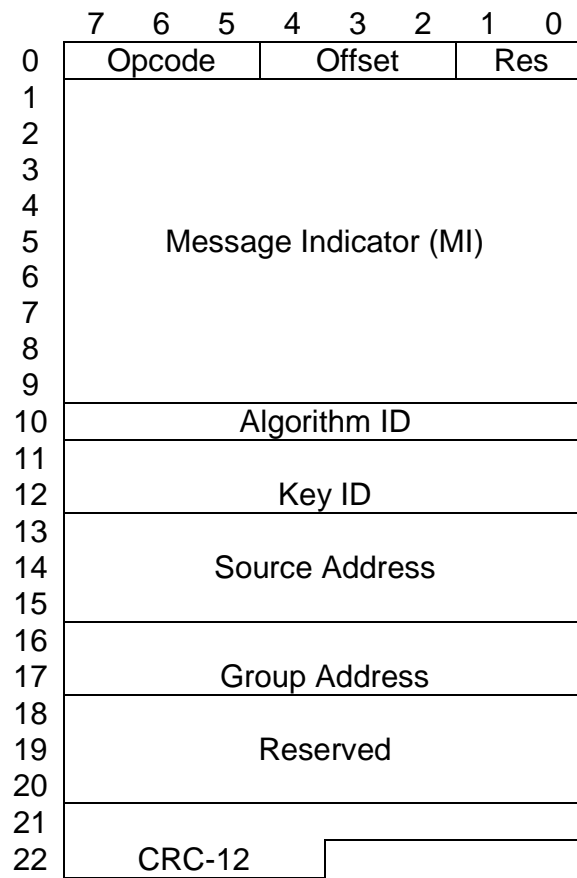 7 6 5 4 3 2 1 0
0 Opcode Offset Res
1
2
3
4
5 Message Indicator (MI)
6
7
8
9
10 Algorithm ID
11
12 Key ID
13
14 Source Address
15
16
17 Group Address
18
19 Reserved
20
21
22 CRC-12